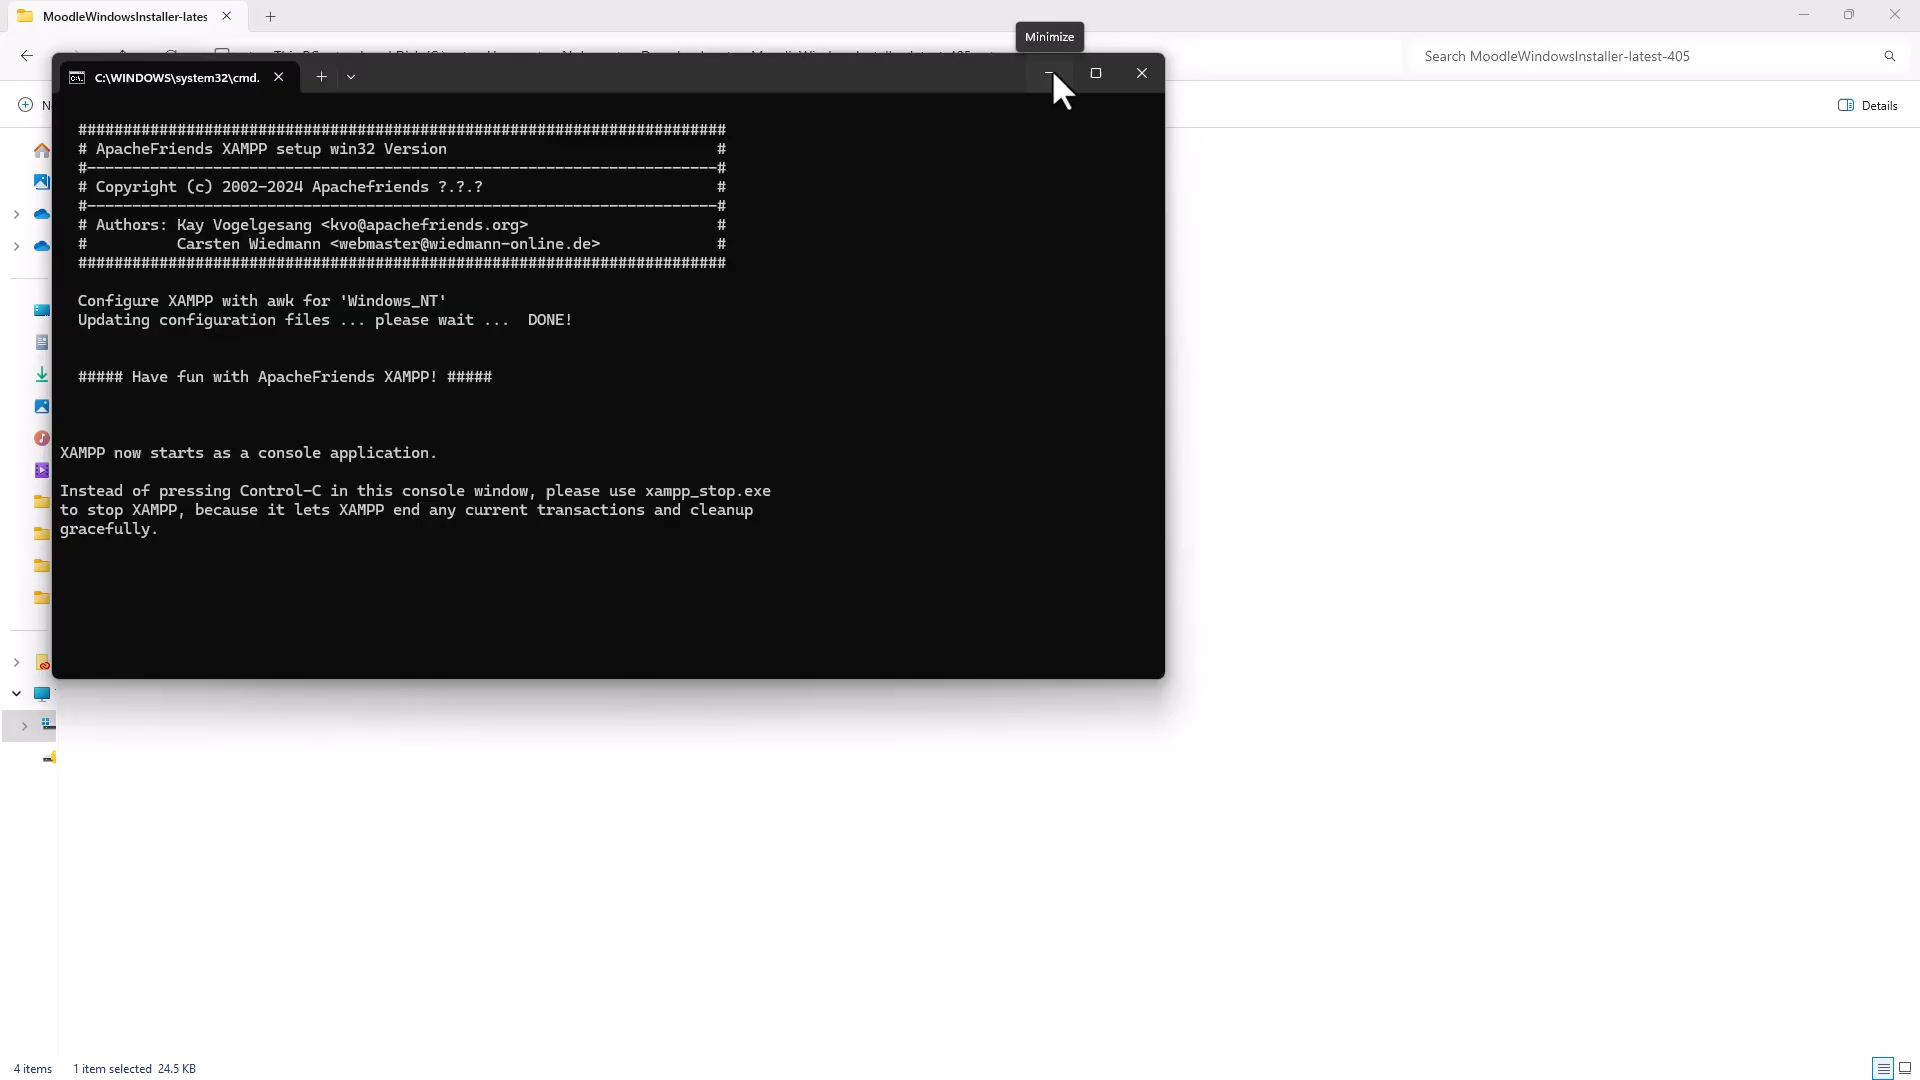 MoodleWindowsInstaller-lates
Minimize
Search MoodleWindowsInstaller-latest-405
C:\WINDOWS\system32\cmd.
Details
########################################################################
# ApacheFriends XAMPP setup win32 Version #
#----------------------------------------------------------------------#
# Copyright (c) 2002-2024 Apachefriends ?.?.? #
#----------------------------------------------------------------------#
# Authors: Kay Vogelgesang <kvo@apachefriends.org> #
# Carsten Wiedmann <webmaster@wiedmann-online.de> #
########################################################################
Configure XAMPP with awk for 'Windows_NT'
Updating configuration files ... please wait ... DONE!
##### Have fun with ApacheFriends XAMPP! #####
XAMPP now starts as a console application.
Instead of pressing Control-C in this console window, please use xampp_stop.exe
to stop XAMPP, because it lets XAMPP end any current transactions and cleanup
gracefully.
4 items 1 item selected 24.5 KB